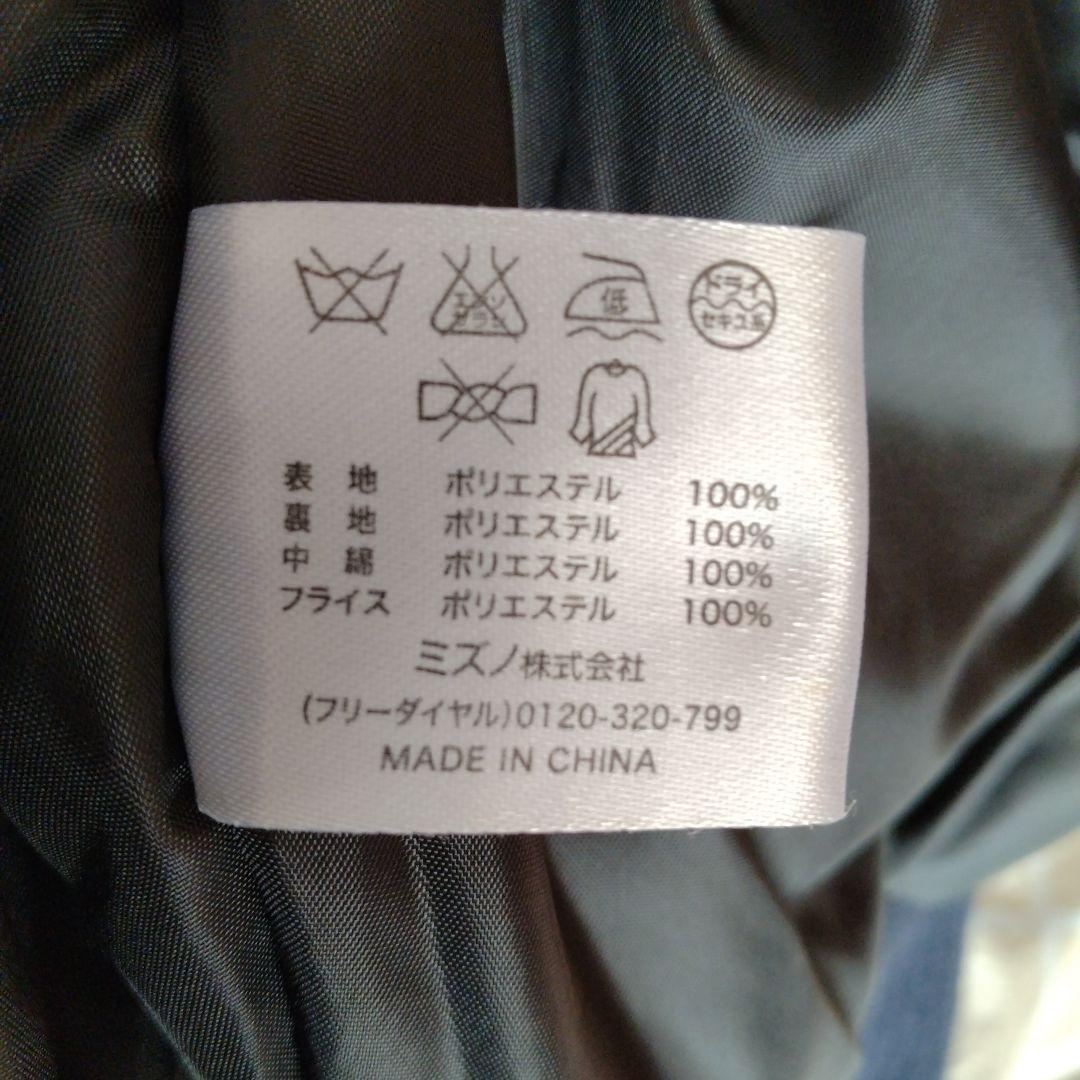 エンソ
サラシ
低
ドライ
セキユ系
表 地 ポリエステル 100%
裏 地 ポリエステル 100%
中 綿 ポリエステル 100%
フライス ポリエステル 100%
ミズノ株式会社
(フリーダイヤル)0120-320-799
MADE IN CHINA